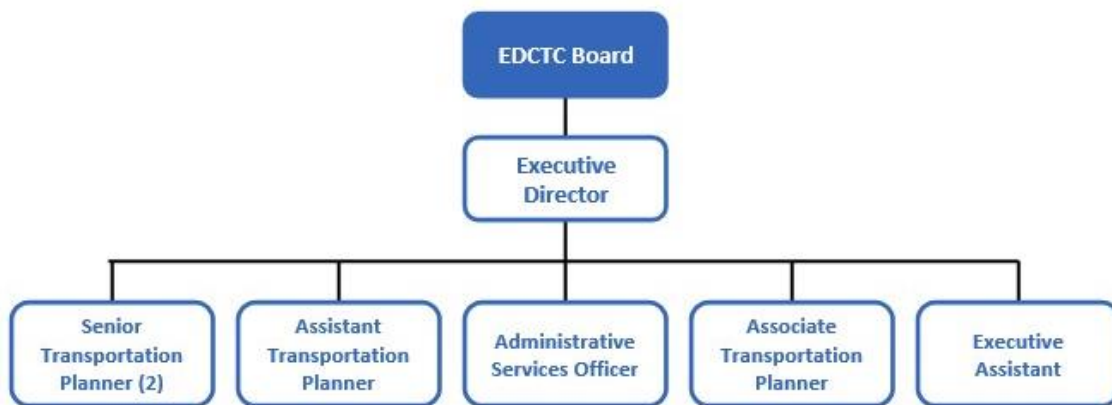 EDCTC Board
Executive
Director
Senior
Transportation
Planner (2)
Assistant
Transportation
Planner
Administrative
Services Officer
Associate
Transportation
Planner
Executive
Assistant